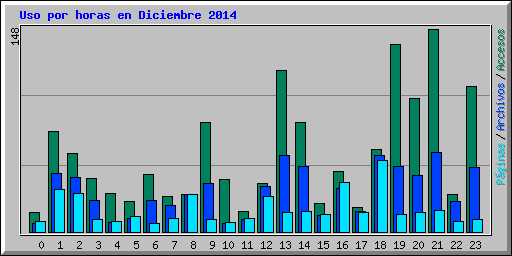 Uso por horas en Diciembre 2014
148
Páginas / Archivos / Accesos
0 1 2 3 4 5 6 7 8 9 10 11 12 13 14 15 16 17 18 19 20 21 22 23